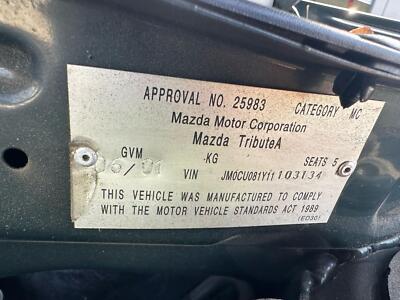 APPROVAL NO. 25983 CATEGORY MC
Mazda Motor Corporation
Mazda TributeA
GVM KG SEATS 5
06/01 VIN JM0CU081Y11103134
THIS VEHICLE WAS MANUFACTURED TO COMPLY
WITH THE MOTOR VEHICLE STANDARDS ACT 1989
(E030)